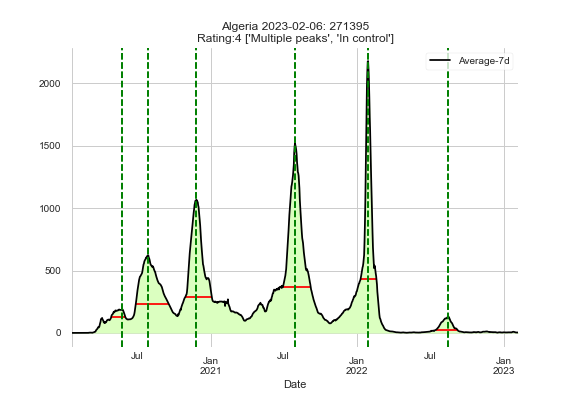 Algeria 2023-02-06: 271395
Rating:4 ['Multiple peaks', 'In control']
Average-7d
2000
1500
1000
500
0
Jul
Jan
2021
Jul
Jan
2022
Jul
Jan
2023
Date